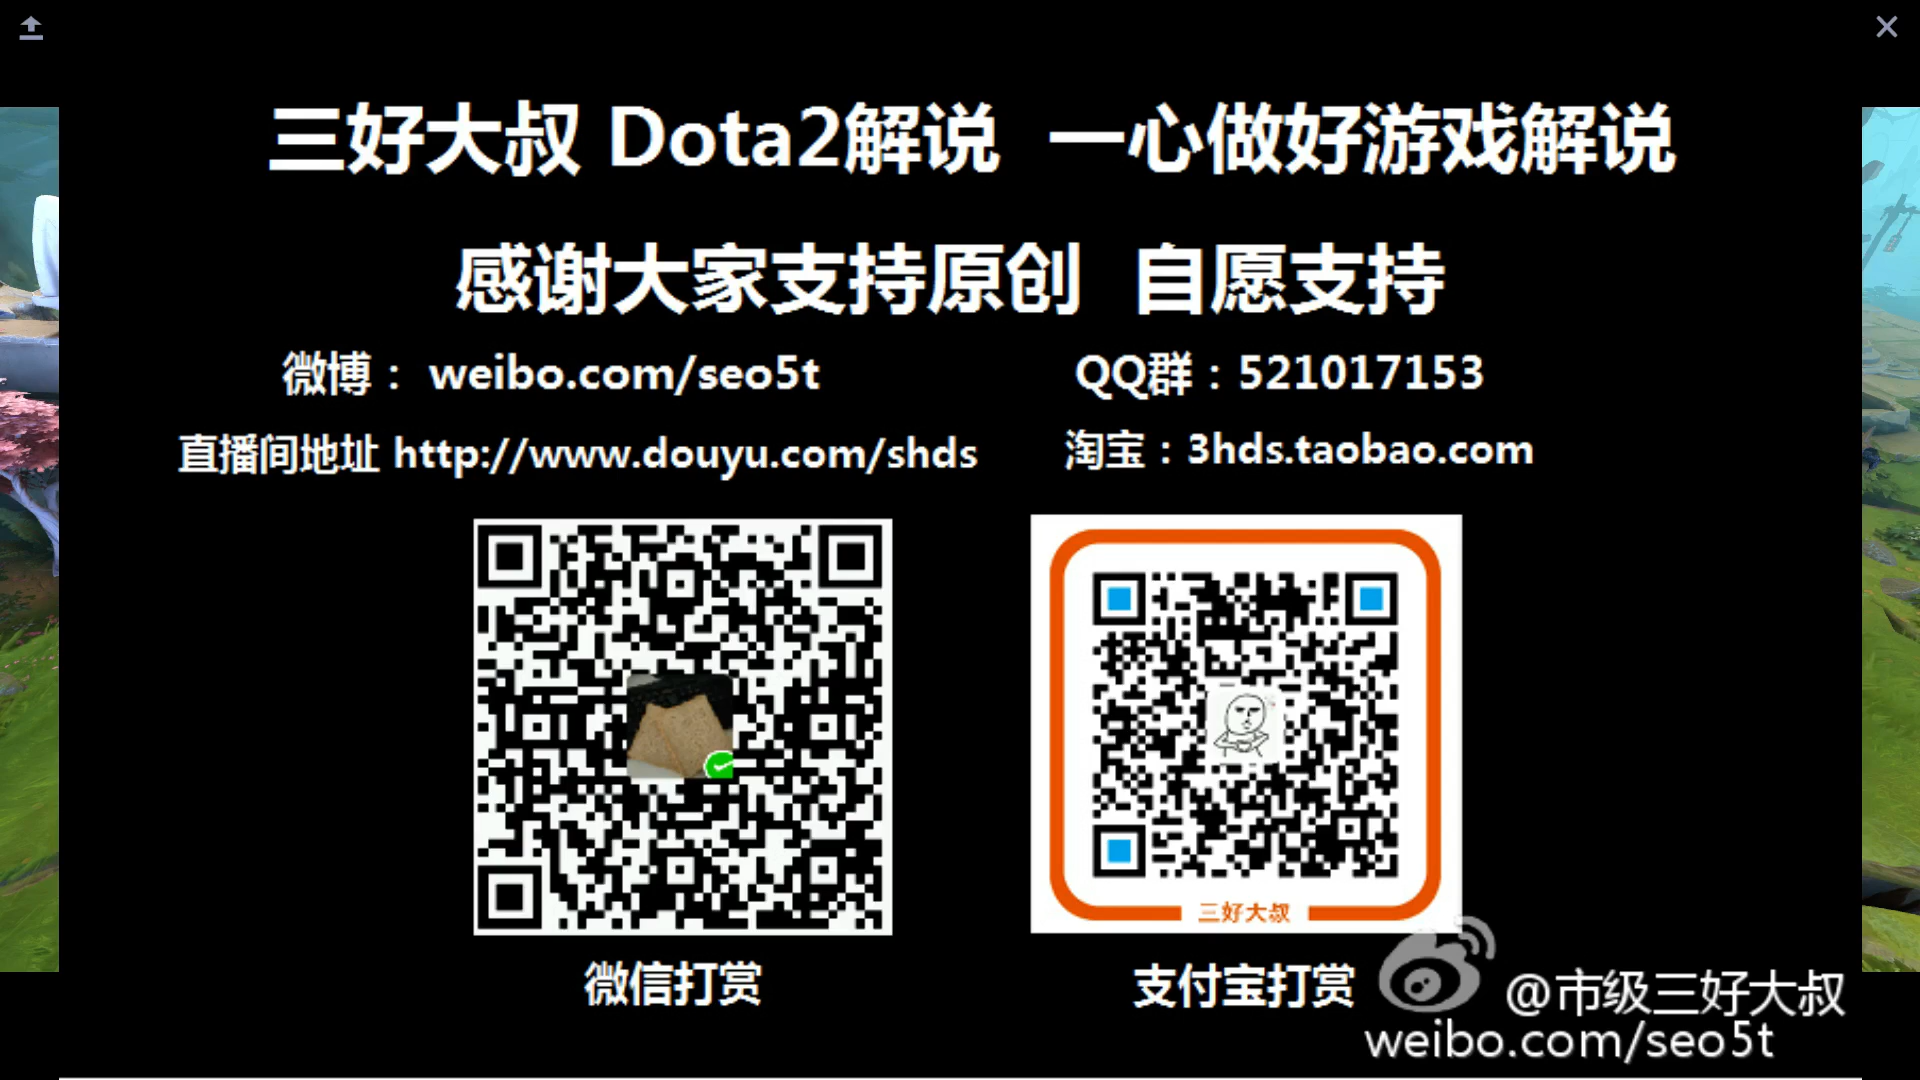 三好大叔 Dota2解说 一心做好游戏解说
感谢大家支持原创 自愿支持
微博： weibo.com/seo5t
QQ群：521017153
直播间地址 http://www.douyu.com/shds
淘宝：3hds.taobao.com
三好大叔
微信打赏
支付宝打赏
@市级三好大叔
weibo.com/seo5t